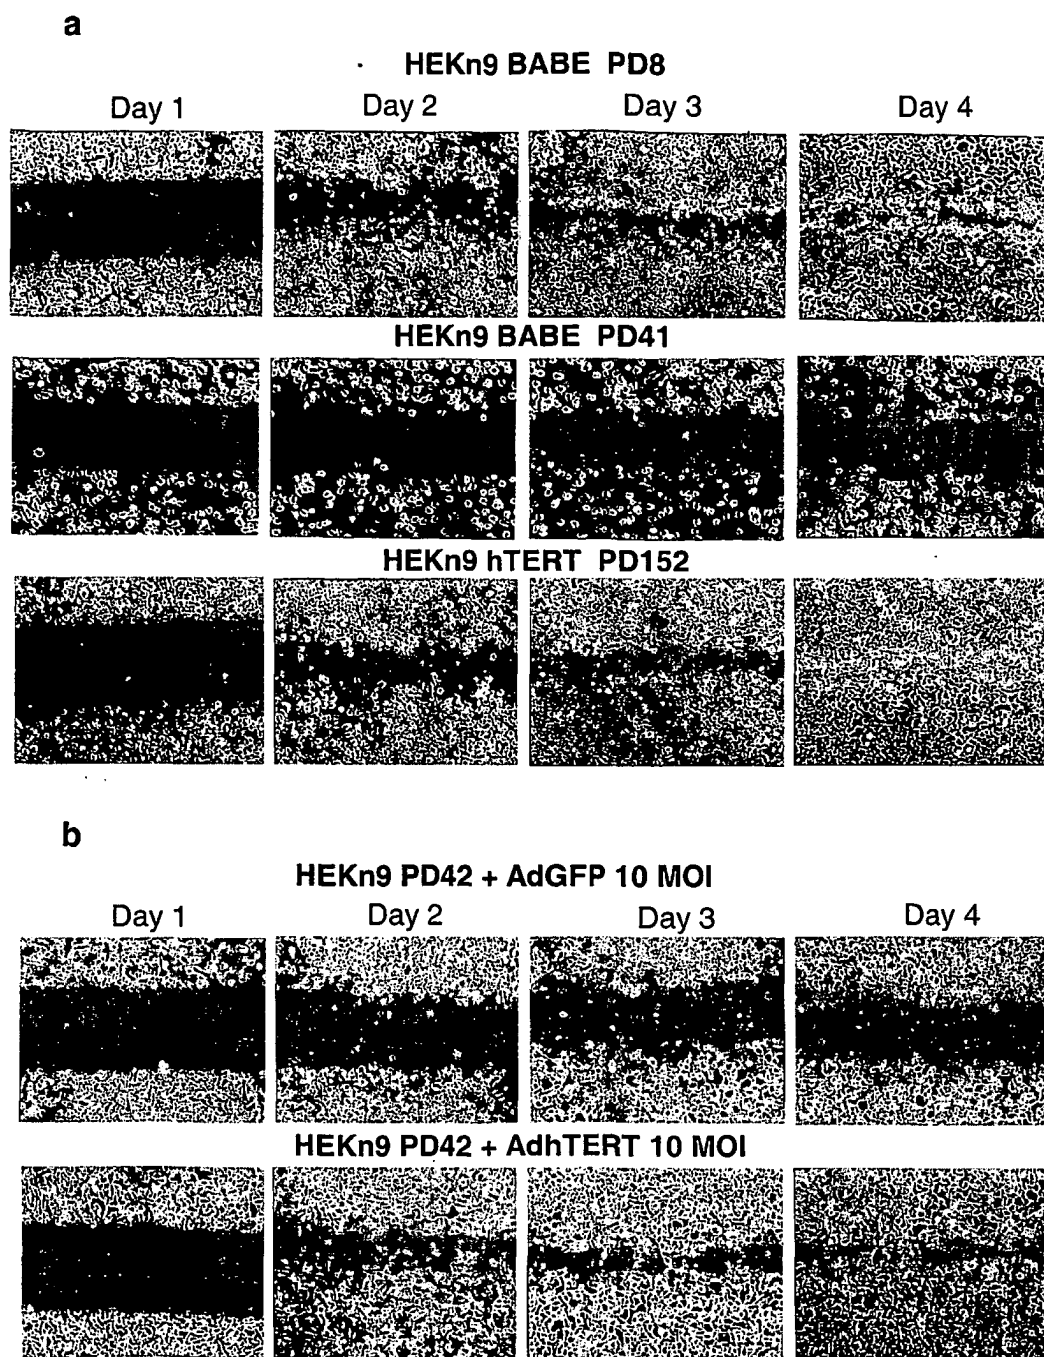 a
HEKn9 BABE PD8
Day 1 Day 2 Day 3 Day 4
HEKn9 BABE PD41
HEKn9 hTERT PD152
b
HEKn9 PD42 + AdGFP 10 MOI
Day 1 Day 2 Day 3 Day 4
HEKn9 PD42 + AdhTERT 10 MOI